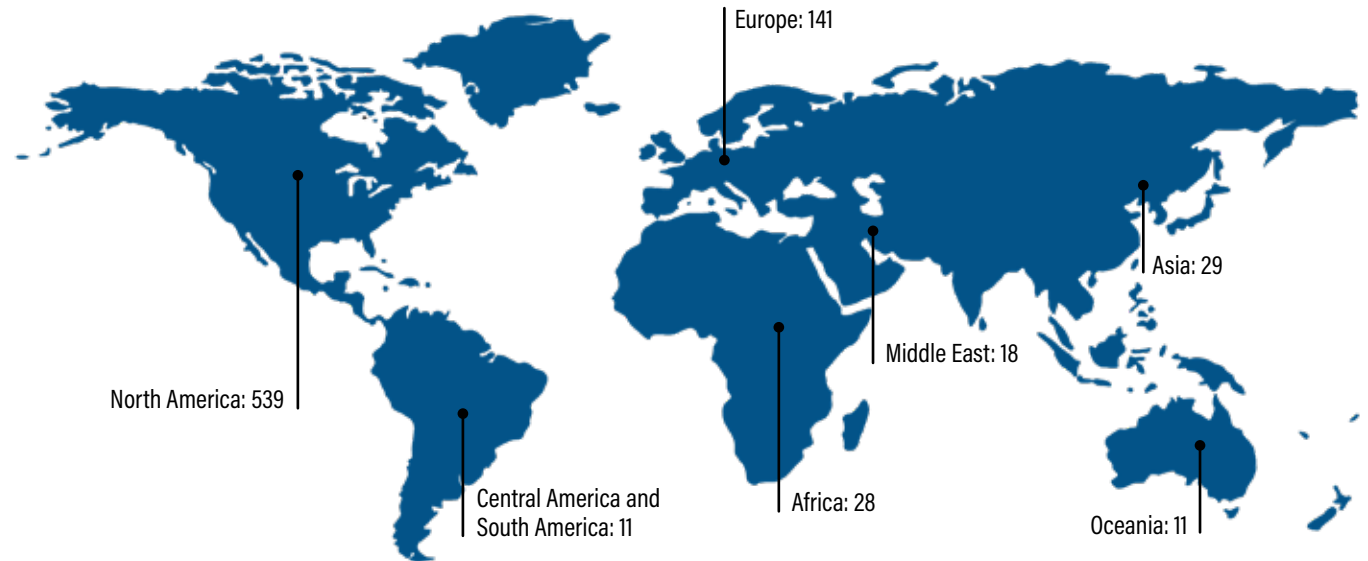 Europe: 141
Asia: 29
Middle East: 18
North America: 539
Central America and
South America: 11
Africa: 28
Oceania: 11